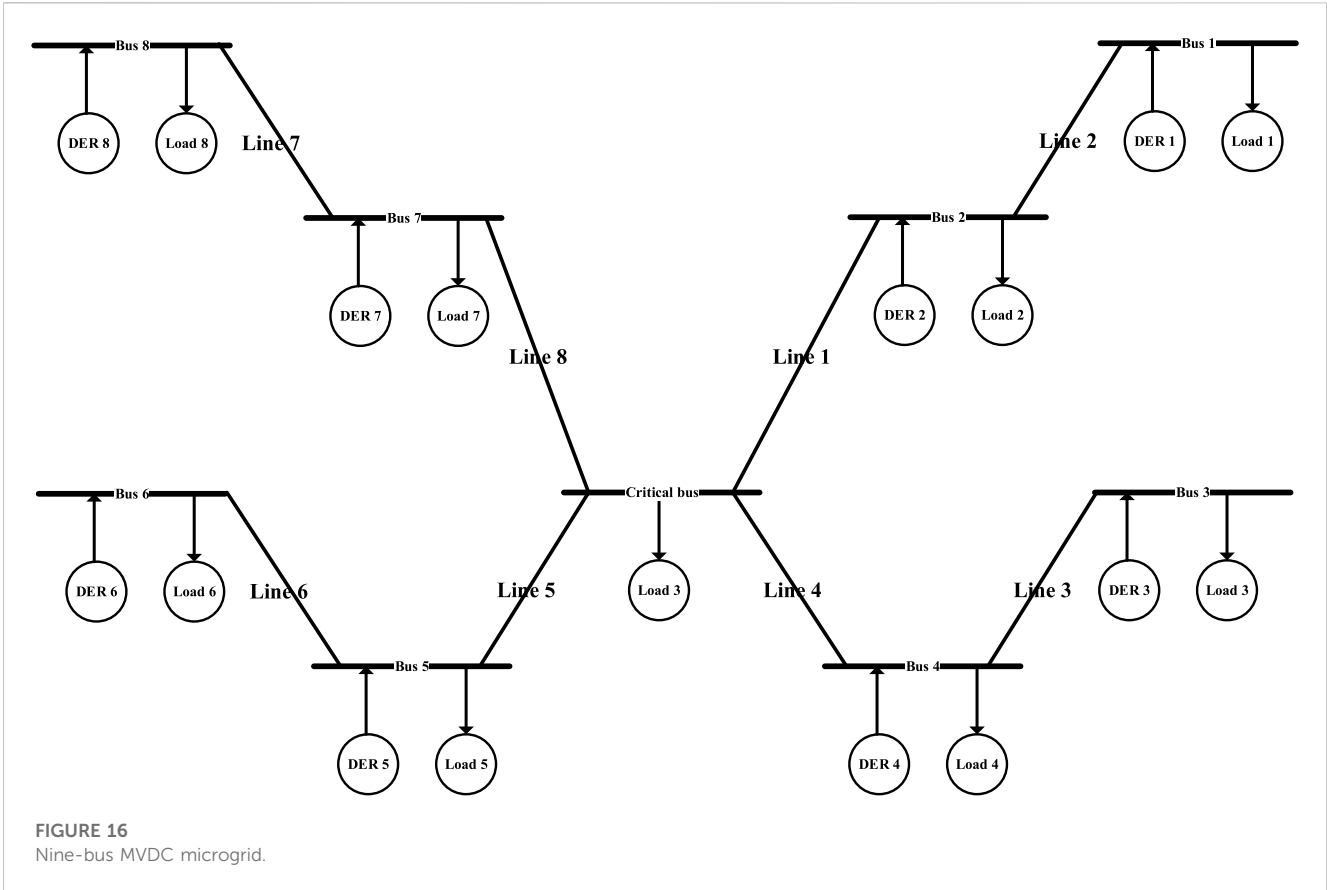 Bus 8
Bus 1
DER 8
Load 8
Line 7
Line 2
DER 1
Load 1
Bus 7
Bus 2
DER 7
Load 7
DER 2
Load 2
Line 8
Line 1
Bus 6
Critical bus
Bus 3
DER 6
Load 6
Line 6
Line 5
Load 3
Line 4
Line 3
DER 3
Load 3
Bus 5
Bus 4
DER 5
Load 5
DER 4
Load 4
FIGURE 16
Nine-bus MVDC microgrid.